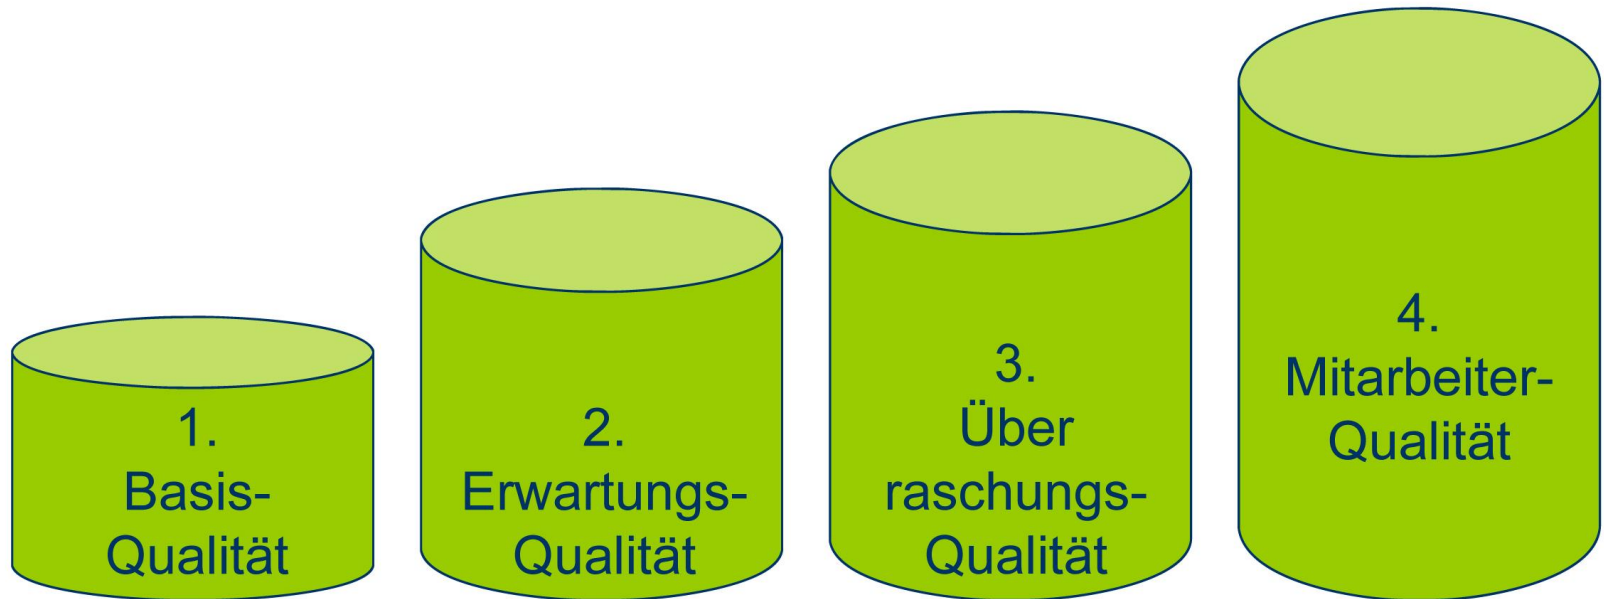 1.
Basis-
Qualität
2.
Erwartungs-
Qualität
3.
Über
raschungs-
Qualität
4.
Mitarbeiter-
Qualität